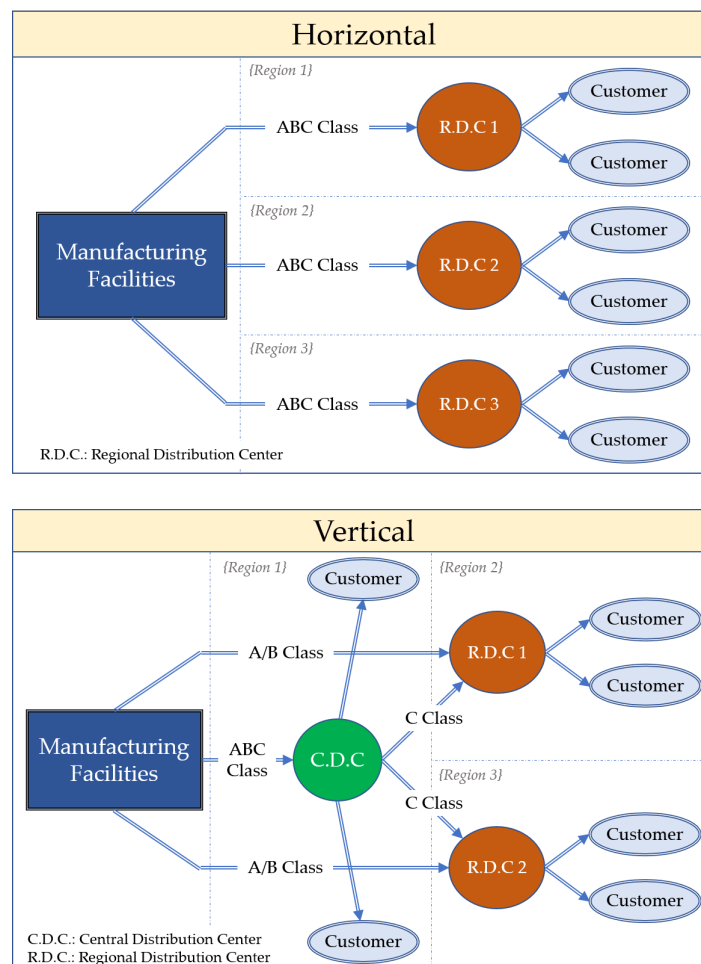 Horizontal
{Region 1}
Customer
ABC Class
R.D.C 1
Customer
{Region 2}
Customer
Manufacturing
Facilities
ABC Class
R.D.C 2
Customer
{Region 3}
Customer
ABC Class
R.D.C 3
Customer
R.D.C.: Regional Distribution Center
Vertical
{Region 1}
Customer
{Region 2}
Customer
A/B Class
R.D.C 1
Customer
C Class
Manufacturing
Facilities
ABC
Class
C.D.C
{Region 3}
C Class
Customer
A/B Class
R.D.C 2
Customer
Customer
C.D.C.: Central Distribution Center
R.D.C.: Regional Distribution Center